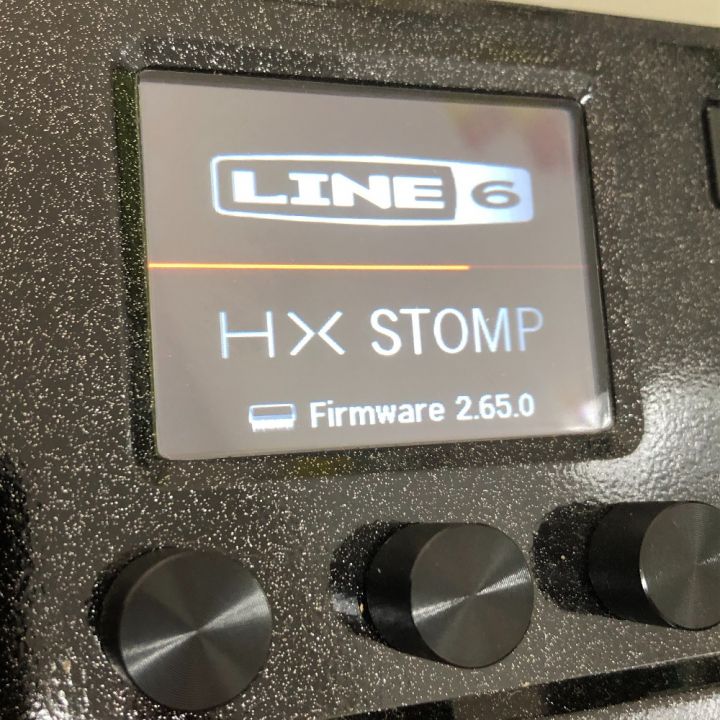 LINE 6
HX STOMP
Firmware 2.65.0